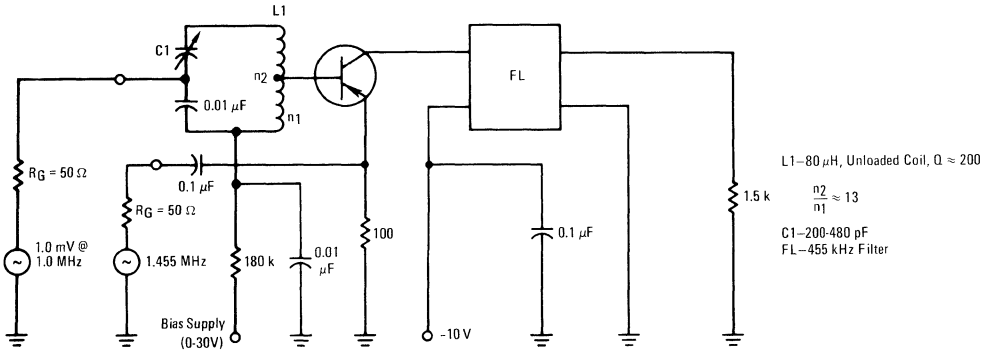 L1
C1
n2
FL
0.01 μF
n1
RG = 50 Ω
0.1 μF
RG = 50 Ω
1.0 mV @
1.0 MHz
1.455 MHz
180 k
0.01
μF
100
0.1 μF
1.5 k
Bias Supply
(0-30V)
-10 V
L1–80 μH, Unloaded Coil, Q ≈ 200
n2
n1
≈ 13
C1–200-480 pF
FL–455 kHz Filter